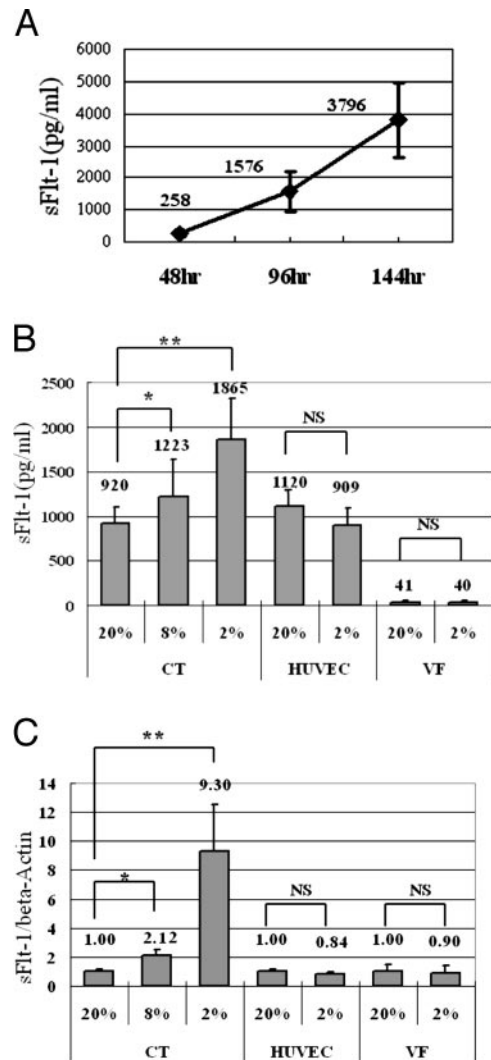 A
sFlt-1(pg/ml)
6000
5000
4000
3000
2000
1000
0
258
1576
3796
48hr 96hr 144hr
B
sFlt-1(pg/ml)
2500
2000
1500
1000
500
0
**
*
NS
NS
920
1223
1865
1120
909
41
40
20% 8% 2% 20% 2% 20% 2%
CT HUVEC VF
C
sFlt-1/beta-Actin
14
12
10
8
6
4
2
0
**
*
NS
NS
1.00
2.12
9.30
1.00
0.84
1.00
0.90
20% 8% 2% 20% 2% 20% 2%
CT HUVEC VF